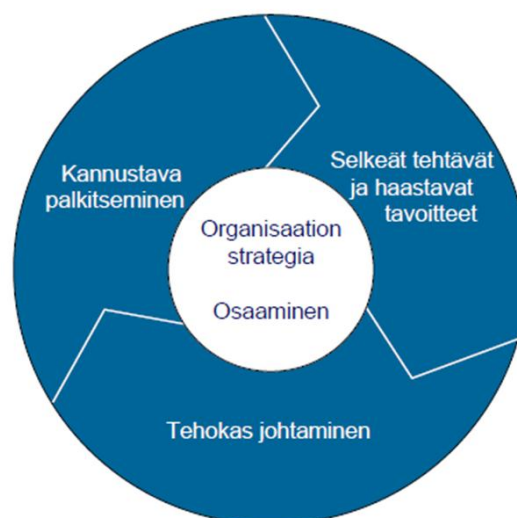 Kannustava
palkitseminen
Selkeät tehtävät
ja haastavat
tavoitteet
Organisaation
strategia
Osaaminen
Tehokas johtaminen